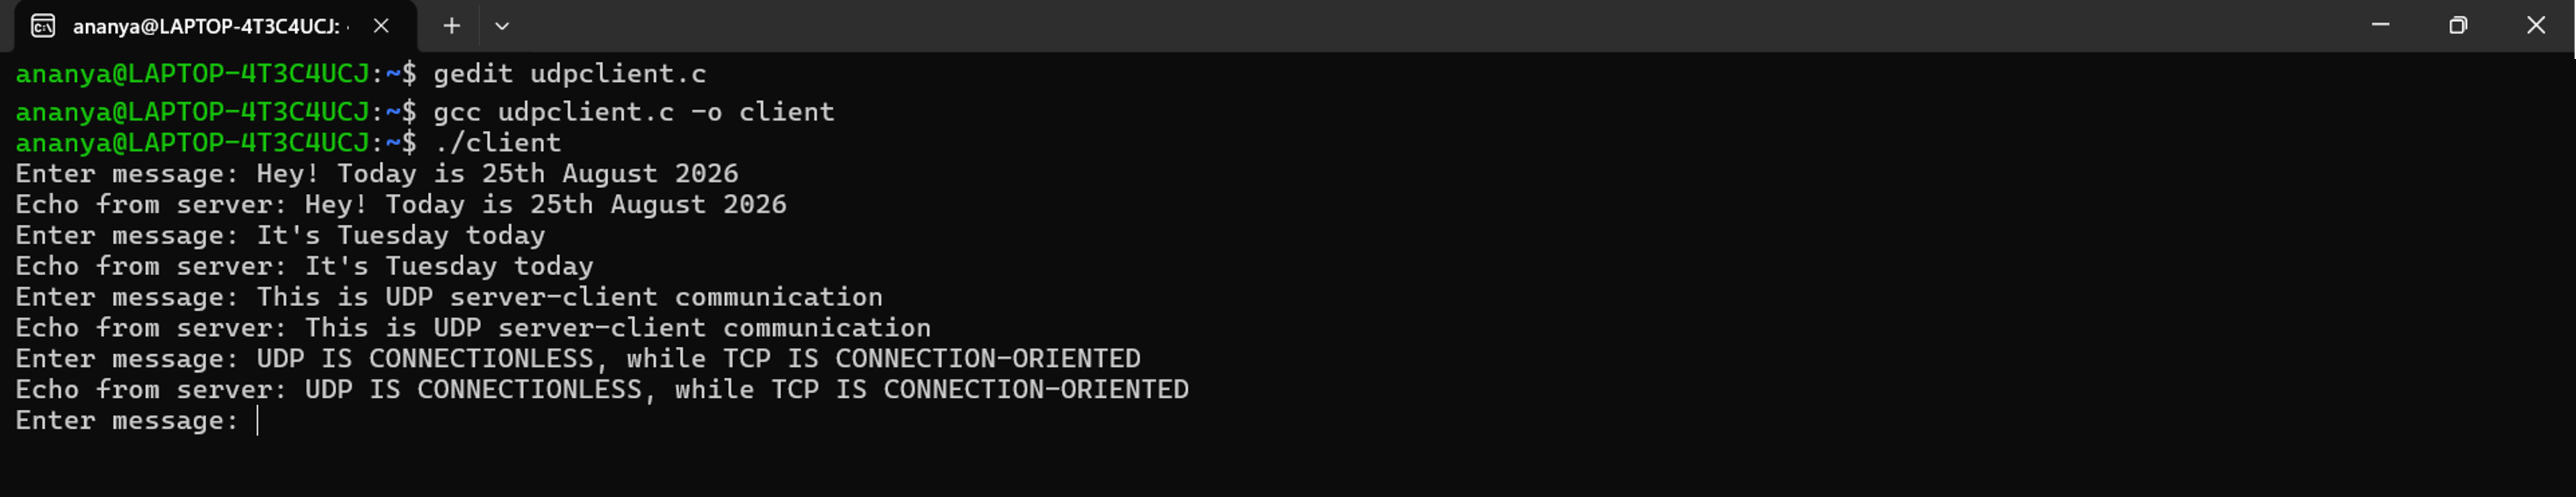 ananya@LAPTOP-4T3C4UCJ: ·
ananya@LAPTOP-4T3C4UCJ:~$ gedit udpclient.c
ananya@LAPTOP-4T3C4UCJ:~$ gcc udpclient.c -o client
ananya@LAPTOP-4T3C4UCJ:~$ ./client
Enter message: Hey! Today is 25th August 2026
Echo from server: Hey! Today is 25th August 2026
Enter message: It's Tuesday today
Echo from server: It's Tuesday today
Enter message: This is UDP server-client communication
Echo from server: This is UDP server-client communication
Enter message: UDP IS CONNECTIONLESS, while TCP IS CONNECTION-ORIENTED
Echo from server: UDP IS CONNECTIONLESS, while TCP IS CONNECTION-ORIENTED
Enter message: